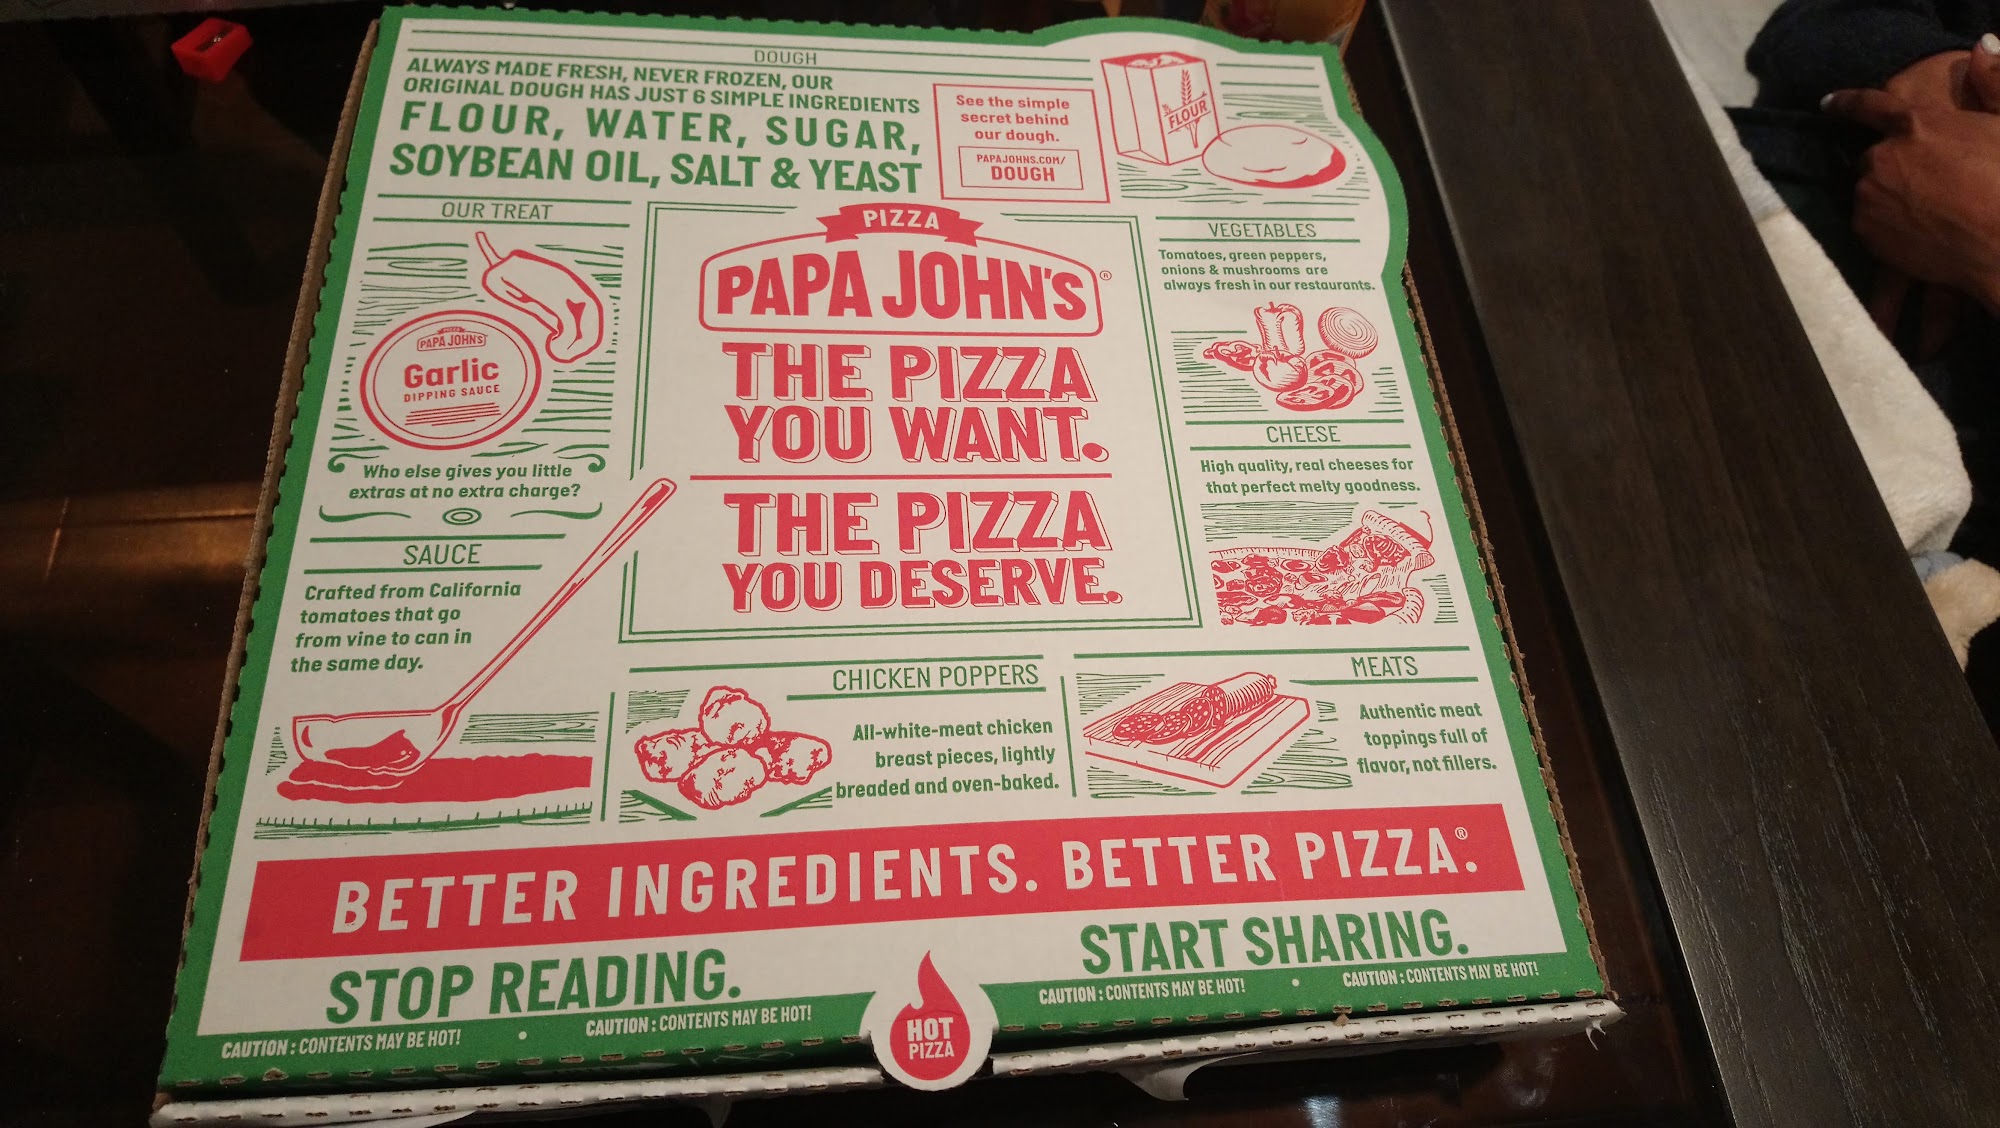 DOUGH
ALWAYS MADE FRESH, NEVER FROZEN, OUR
ORIGINAL DOUGH HAS JUST 6 SIMPLE INGREDIENTS
FLOUR, WATER, SUGAR,
SOYBEAN OIL, SALT & YEAST
See the simple
secret behind
our dough.
PAPAJOHNS.COM/
DOUGH
FLOUR
OUR TREAT
PIZZA
PAPA JOHN'S
Garlic
DIPPING SAUCE
Who else gives you little
extras at no extra charge?
SAUCE
Crafted from California
tomatoes that go
from vine to can in
the same day.
PIZZA
PAPA JOHN'S®
THE PIZZA
YOU WANT.
THE PIZZA
YOU DESERVE.
VEGETABLES
Tomatoes, green peppers,
onions & mushrooms are
always fresh in our restaurants.
CHEESE
High quality, real cheeses for
that perfect melty goodness.
CHICKEN POPPERS
All-white-meat chicken
breast pieces, lightly
breaded and oven-baked.
MEATS
Authentic meat
toppings full of
flavor, not fillers.
BETTER INGREDIENTS. BETTER PIZZA.®
STOP READING.
START SHARING.
CAUTION : CONTENTS MAY BE HOT! • CAUTION : CONTENTS MAY BE HOT!
HOT
PIZZA
CAUTION : CONTENTS MAY BE HOT! • CAUTION : CONTENTS MAY BE HOT!